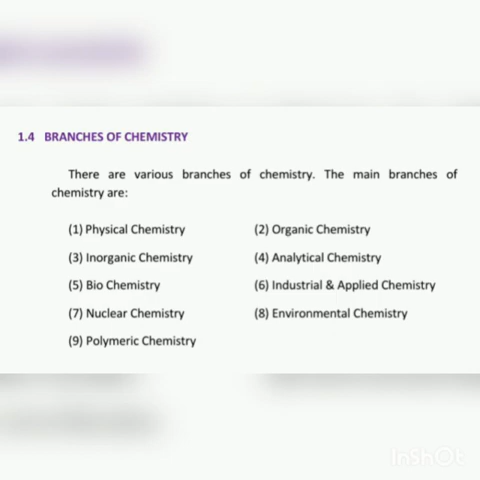 1.4 BRANCHES OF CHEMISTRY
There are various branches of chemistry. The main branches of
chemistry are:
(1) Physical Chemistry (2) Organic Chemistry
(3) Inorganic Chemistry (4) Analytical Chemistry
(5) Bio Chemistry (6) Industrial & Applied Chemistry
(7) Nuclear Chemistry (8) Environmental Chemistry
(9) Polymeric Chemistry
InShOt